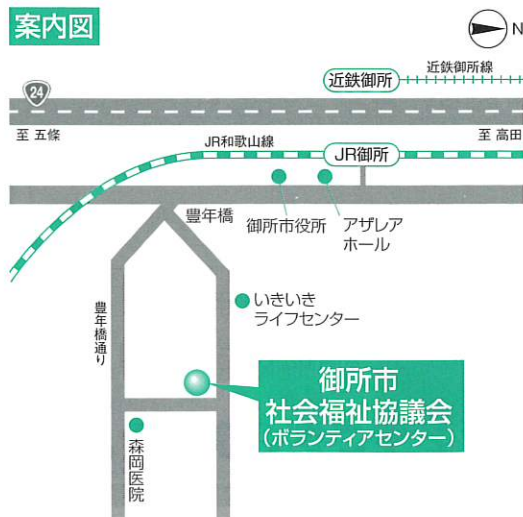 案内図
N
近鉄御所線
近鉄御所
24
至 五條
至 高田
JR和歌山線
JR御所
豊年橋
御所市役所
アザレア
ホール
いきいき
ライフセンター
豊年橋通り
御所市
社会福祉協議会
(ボランティアセンター)
森岡医院